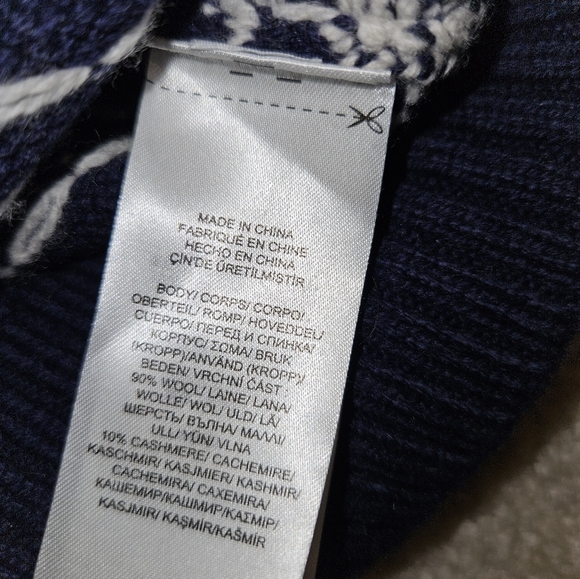 MADE IN CHINA
FABRIQUÉ EN CHINE
HECHO EN CHINA
ÇİN'DE ÜRETİLMİSTİR
BODY/ CORPS/ CORPO/
OBERTEIL/ ROMP/ HOVEDDEL/
CUERPO/ ПЕРЕД И СПИНКА/
КОРПУС/ ΣΩΜΑ/ BRUK
(KROPP)/ANVÄND (KROPP)/
BEDEN/ VRCHNÍ ČÁST
90% WOOL/ LAINE/ LANA/
WOLLE/ WOL/ ULD/ LÃ/
ШЕРСТЬ/ ВЪЛНА/ ΜΑΛΛΙ/
ULL/ YÜN/ VLNA
10% CASHMERE/ CACHEMIRE/
KASCHMIR/ KASJMIER/ KASHMIR/
CACHEMIRA/ CAXEMIRA/
КАШЕМИР/КАШМИР/ΚΑΣΜΙΡ/
KASJMIR/ KAŞMİR/KAŠMÍR